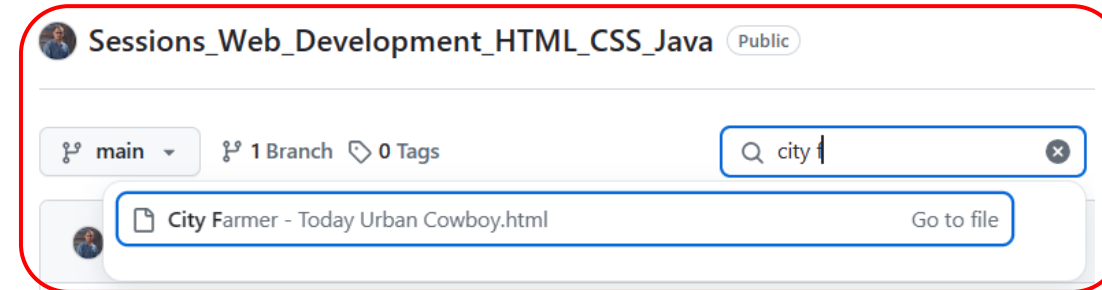 Sessions_Web_Development_HTML_CSS_Java Public
main 1 Branch 0 Tags city f
City Farmer - Today Urban Cowboy.html Go to file